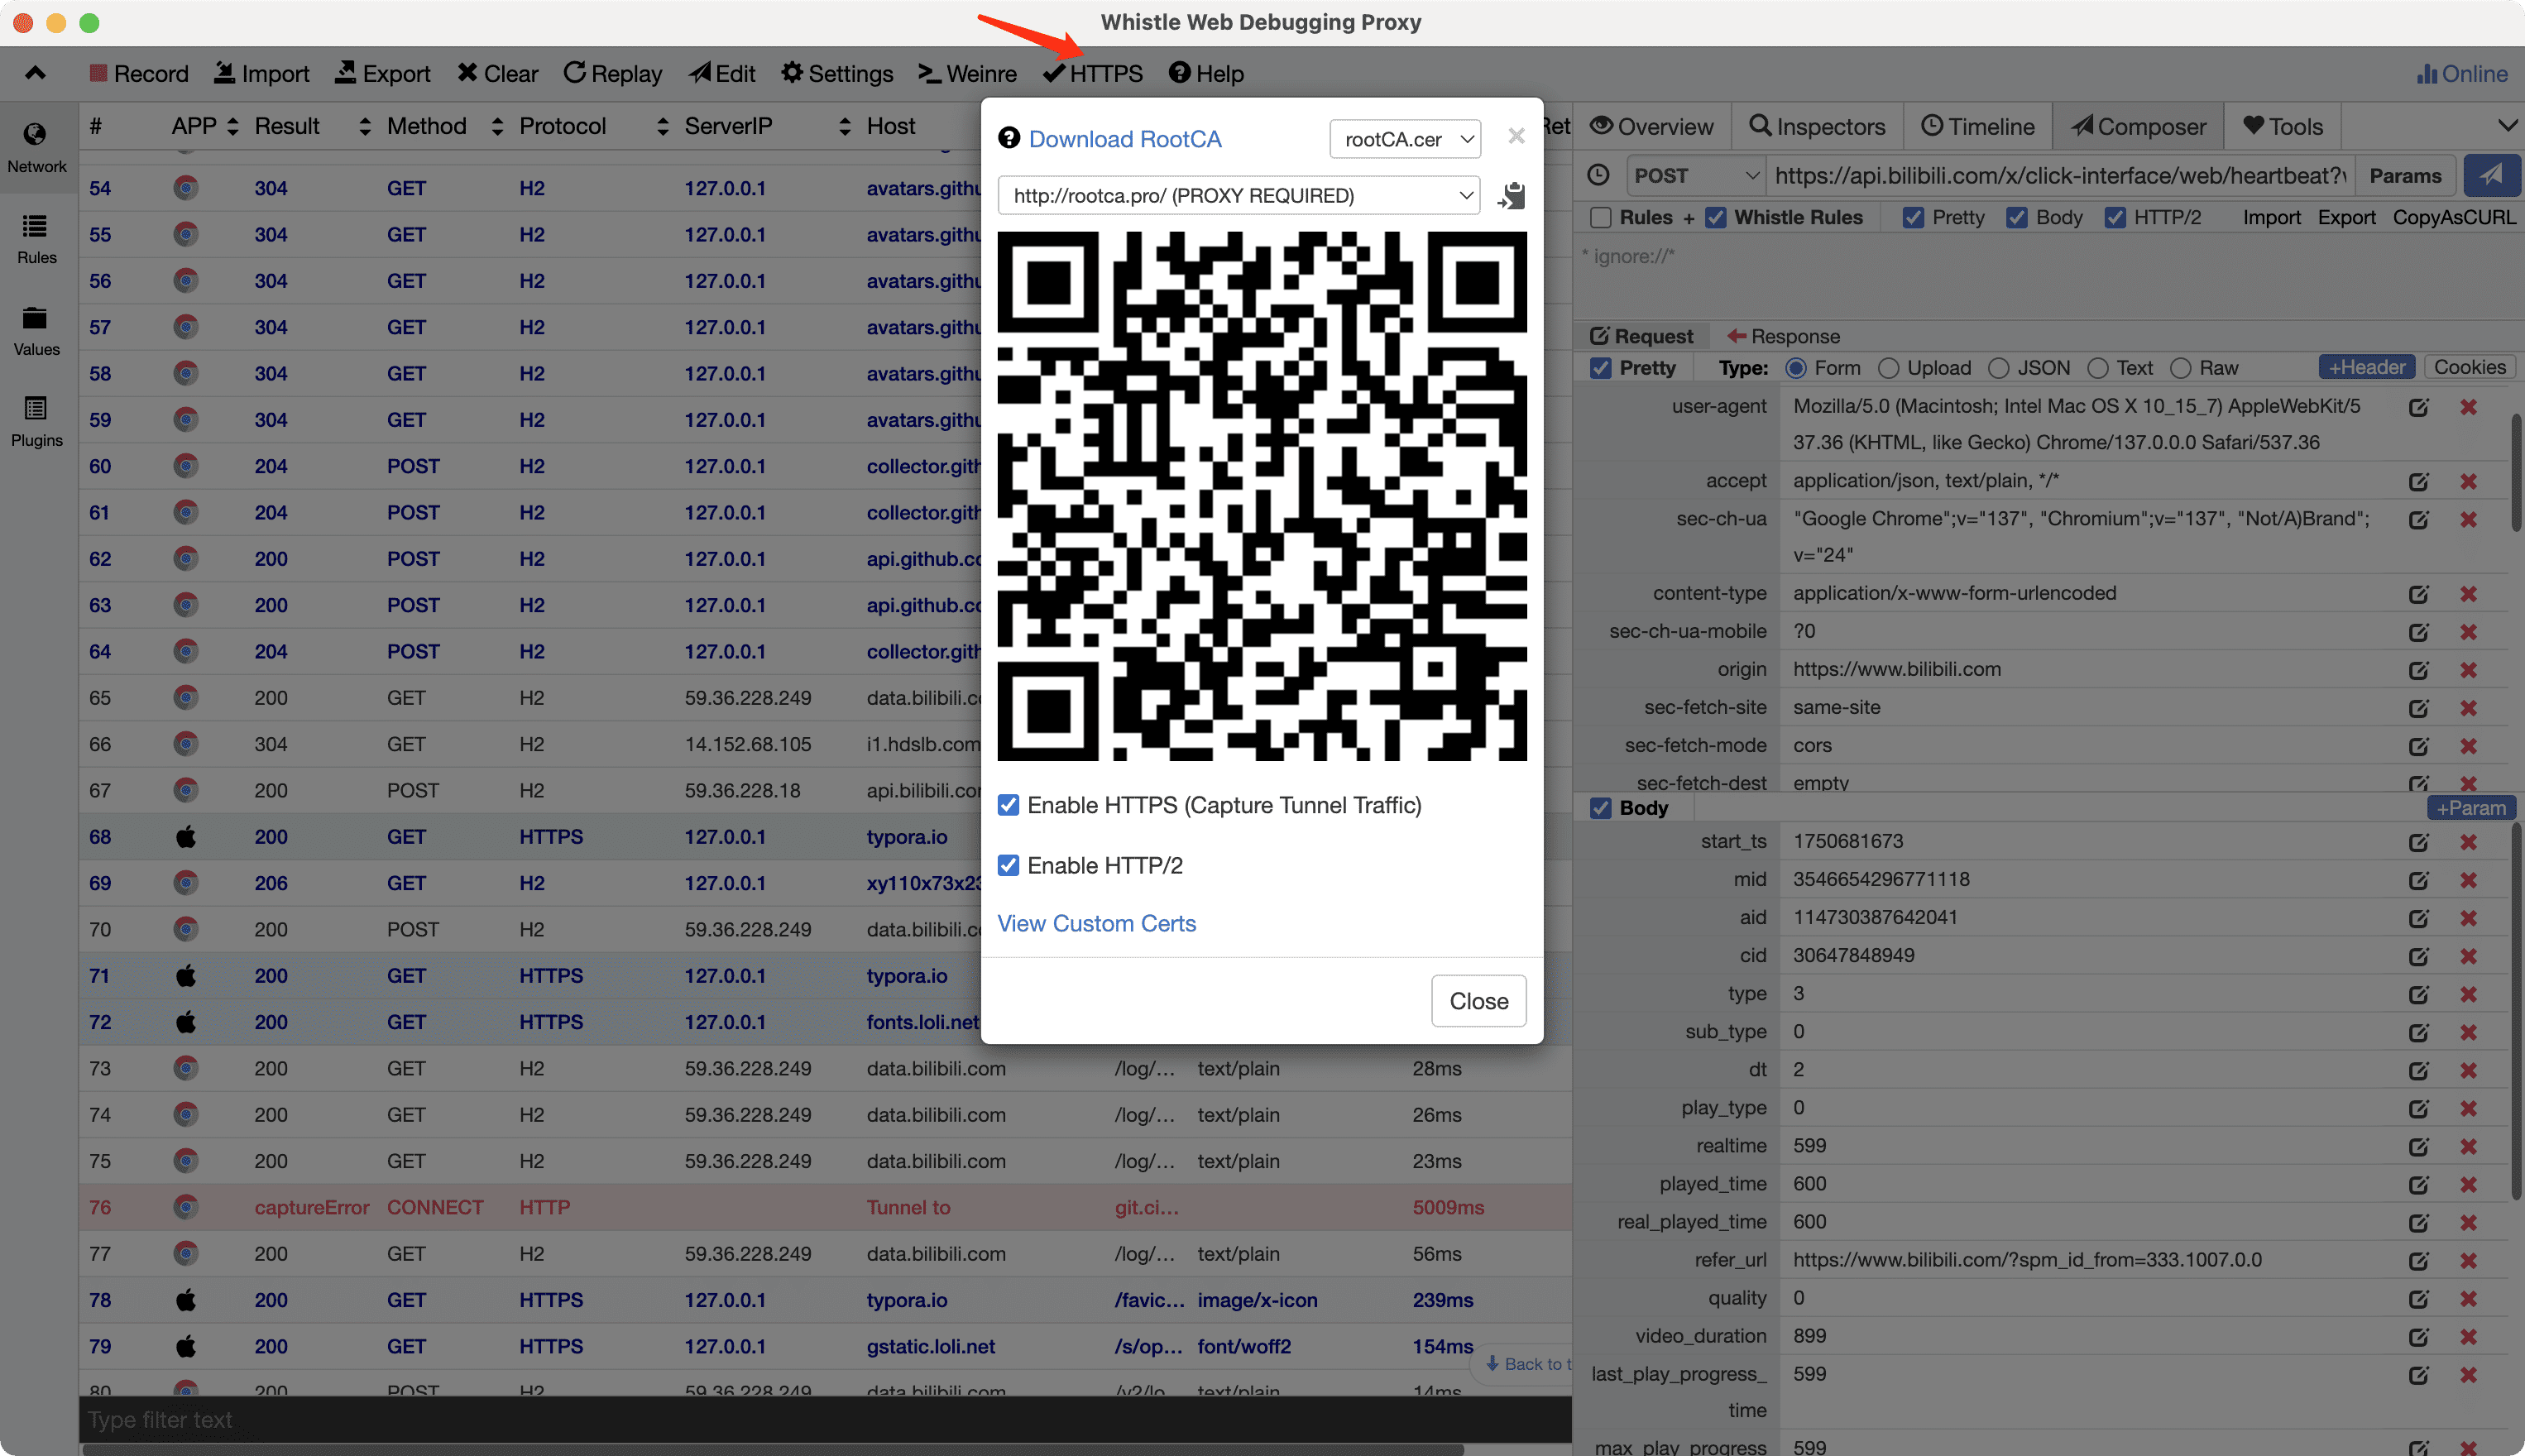 Whistle Web Debugging Proxy
Record Import Export Clear Replay Edit Settings Weinre HTTPS Help Online
Network
Rules
Values
Plugins
# APP Result Method Protocol ServerIP Host
54 304 GET H2 127.0.0.1 avatars.githu
55 304 GET H2 127.0.0.1 avatars.githu
56 304 GET H2 127.0.0.1 avatars.githu
57 304 GET H2 127.0.0.1 avatars.githu
58 304 GET H2 127.0.0.1 avatars.githu
59 304 GET H2 127.0.0.1 avatars.githu
60 204 POST H2 127.0.0.1 collector.gith
61 204 POST H2 127.0.0.1 collector.gith
62 200 POST H2 127.0.0.1 api.github.co
63 200 POST H2 127.0.0.1 api.github.co
64 204 POST H2 127.0.0.1 collector.gith
65 200 GET H2 59.36.228.249 data.bilibili.c
66 304 GET H2 14.152.68.105 i1.hdslb.com
67 200 POST H2 59.36.228.18 api.bilibili.co
68 200 GET HTTPS 127.0.0.1 typora.io
69 206 GET H2 127.0.0.1 xy110x73x23
70 200 POST H2 59.36.228.249 data.bilibili.c
71 200 GET HTTPS 127.0.0.1 typora.io
72 200 GET HTTPS 127.0.0.1 fonts.loli.net
73 200 GET H2 59.36.228.249 data.bilibili.com /log/... text/plain 28ms
74 200 GET H2 59.36.228.249 data.bilibili.com /log/... text/plain 26ms
75 200 GET H2 59.36.228.249 data.bilibili.com /log/... text/plain 23ms
76 captureError CONNECT HTTP Tunnel to git.ci... 5009ms
77 200 GET H2 59.36.228.249 data.bilibili.com /log/... text/plain 56ms
78 200 GET HTTPS 127.0.0.1 typora.io /favic... image/x-icon 239ms
79 200 GET HTTPS 127.0.0.1 gstatic.loli.net /s/op... font/woff2 154ms
80 200 POST H2 59.36.228.249 data.bilibili.com /v2/lo... text/plain 14ms
Back to t
Type filter text
Download RootCA rootCA.cer ×
http://rootca.pro/ (PROXY REQUIRED)
Enable HTTPS (Capture Tunnel Traffic)
Enable HTTP/2
View Custom Certs
Close
Overview Inspectors Timeline Composer Tools
POST https://api.bilibili.com/x/click-interface/web/heartbeat? Params
Rules + Whistle Rules Pretty Body HTTP/2 Import Export CopyAsCURL
* ignore://*
Request Response
Pretty Type: Form Upload JSON Text Raw +Header Cookies
user-agent Mozilla/5.0 (Macintosh; Intel Mac OS X 10_15_7) AppleWebKit/5
37.36 (KHTML, like Gecko) Chrome/137.0.0.0 Safari/537.36
accept application/json, text/plain, */*
sec-ch-ua "Google Chrome";v="137", "Chromium";v="137", "Not/A)Brand";
v="24"
content-type application/x-www-form-urlencoded
sec-ch-ua-mobile ?0
origin https://www.bilibili.com
sec-fetch-site same-site
sec-fetch-mode cors
sec-fetch-dest empty
Body +Param
start_ts 1750681673
mid 3546654296771118
aid 114730387642041
cid 30647848949
type 3
sub_type 0
dt 2
play_type 0
realtime 599
played_time 600
real_played_time 600
refer_url https://www.bilibili.com/?spm_id_from=333.1007.0.0
quality 0
video_duration 899
last_play_progress_ 599
time
max_play_progress 599